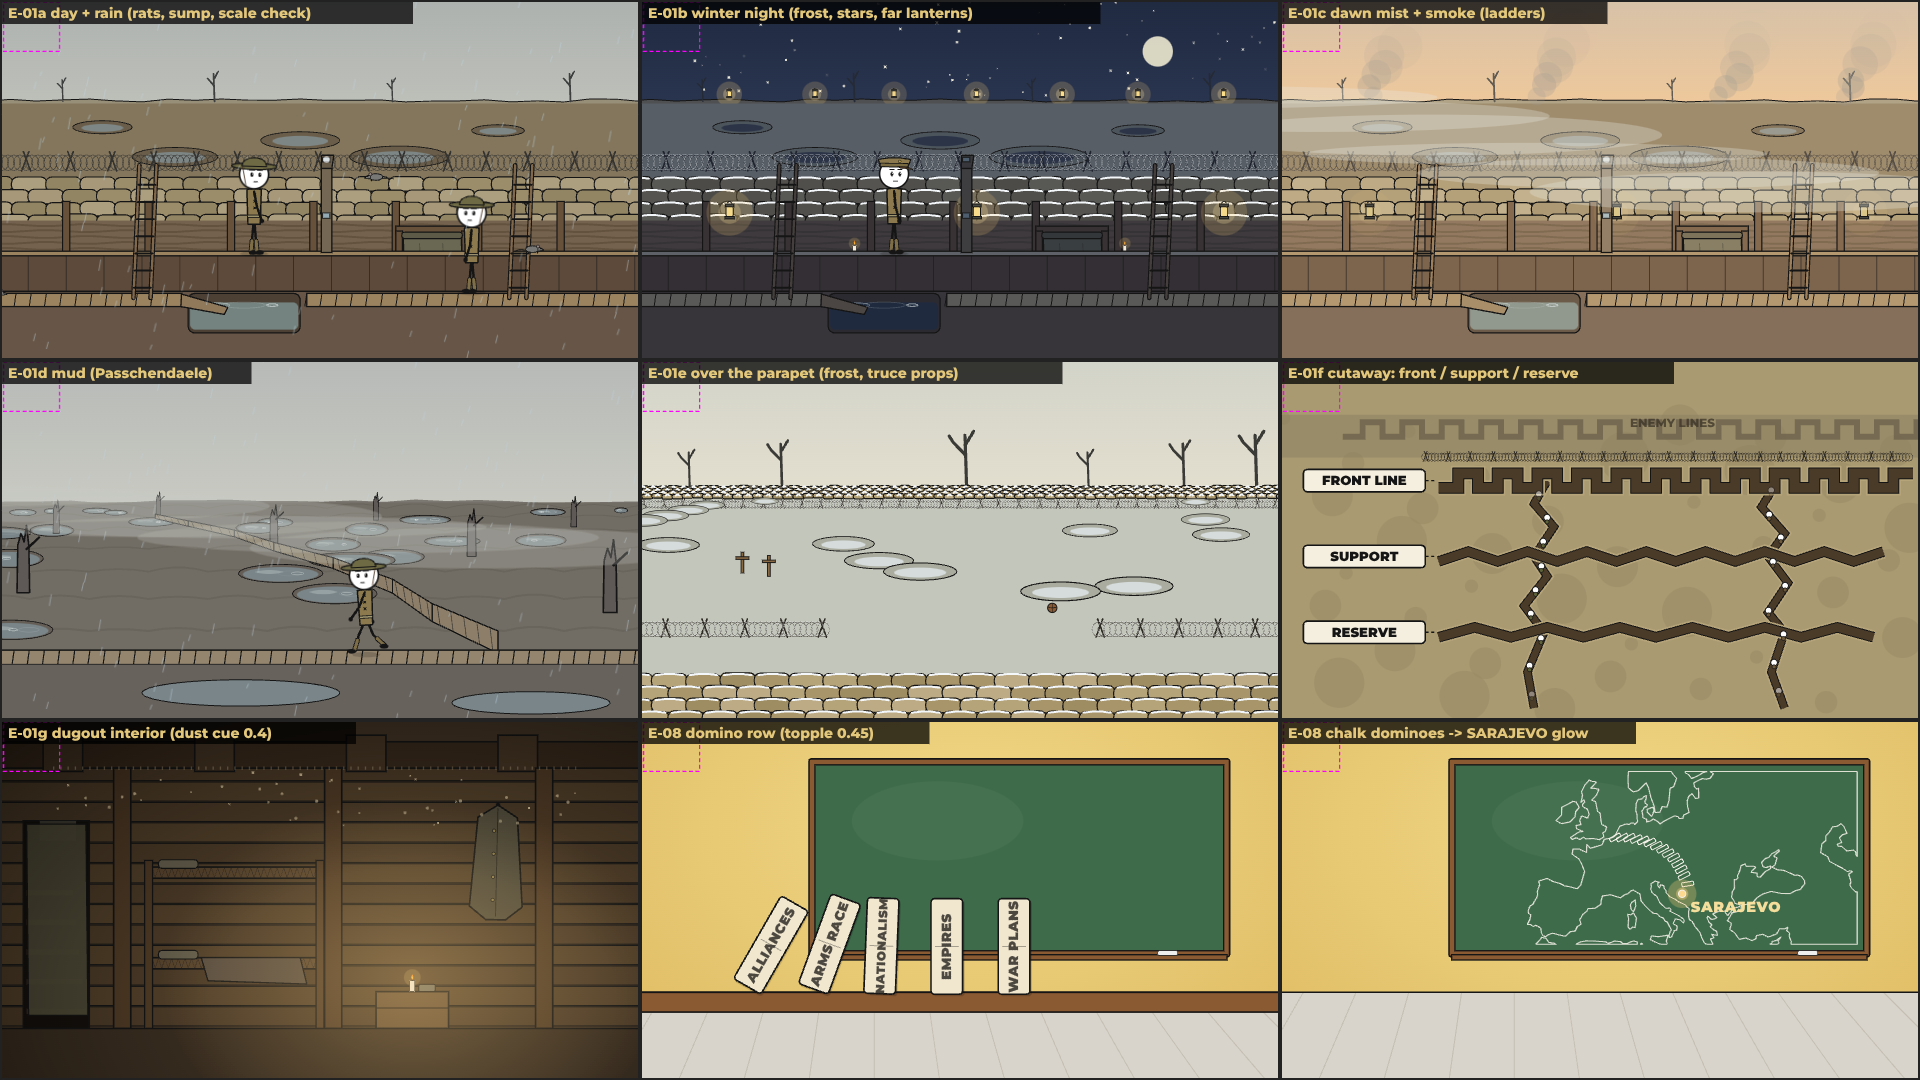 E-01a day + rain (rats, sump, scale check)
E-01b winter night (frost, stars, far lanterns)
E-01c dawn mist + smoke (ladders)
E-01d mud (Passchendaele)
E-01e over the parapet (frost, truce props)
E-01f cutaway: front / support / reserve
ENEMY LINES
FRONT LINE
SUPPORT
RESERVE
E-01g dugout interior (dust cue 0.4)
E-08 domino row (topple 0.45)
ALLIANCES
ARMS RACE
NATIONALISM
EMPIRES
WAR PLANS
E-08 chalk dominoes -> SARAJEVO glow
SARAJEVO